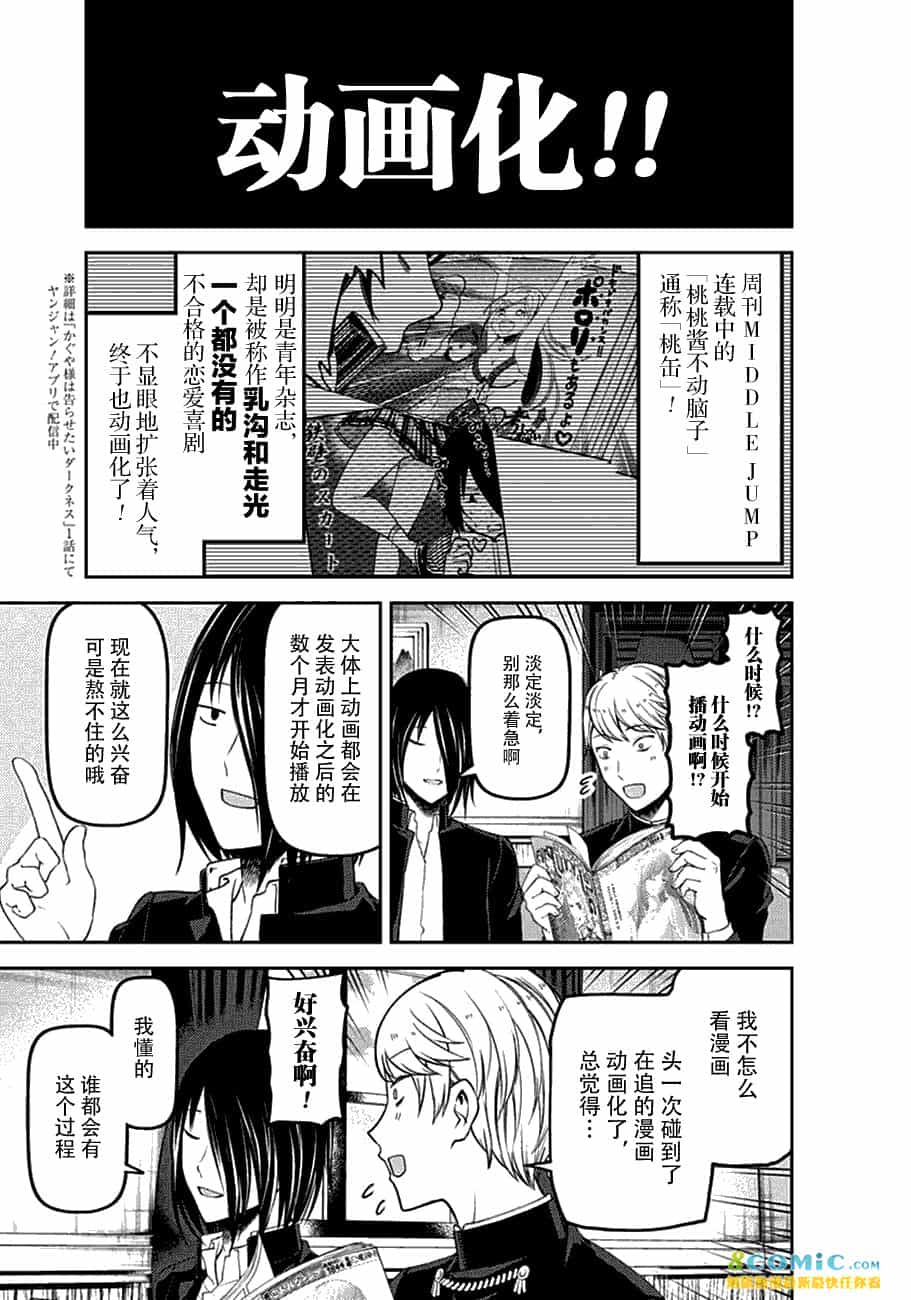 动画化!!
周刊MIDDLE JUMP
连载中的
「桃桃酱不动脑子」
通称「桃缶」！
ポロリも
あるよ♡
鉄壁のスカート
明明是青年杂志，
却是被称作乳沟和走光
一个都没有的
不合格的恋爱喜剧
不显眼地扩张着人气，
终于也动画化了！
※詳細は『かぐや様は告らせたいダークネス』1話にて
ヤンジャン！アプリで配信中
什么时候!?
什么时候开始
播动画啊!?
淡定淡定，
别那么着急啊
大体上动画都会在
发表动画化之后的
数个月才开始播放
现在就这么兴奋
可是熬不住的哦
我不怎么
看漫画
头一次碰到了
在追的漫画
动画化了，
总觉得…
好兴奋啊！
我懂的
谁都会有
这个过程
8COMIC.COM